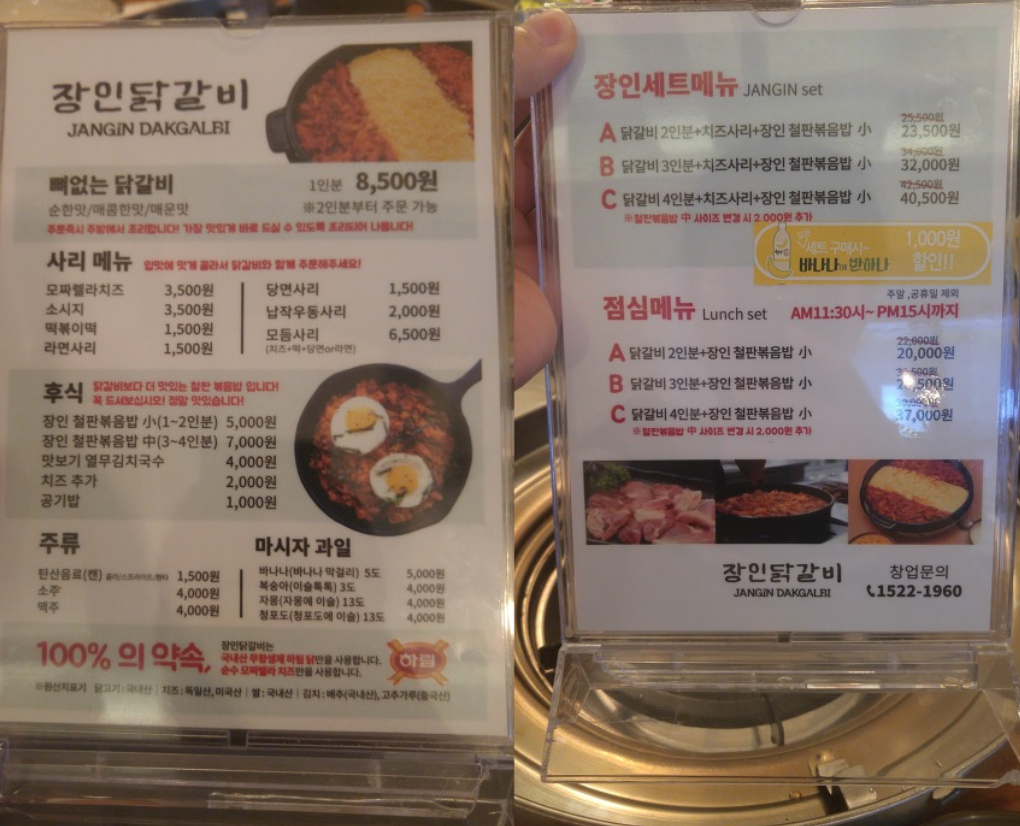 장인닭갈비
JANGIN DAKGALBI
뼈없는 닭갈비 1인분 8,500원
순한맛/매콤한맛/매운맛 ※2인분부터 주문 가능
주문즉시 주방에서 조리합니다! 가장 맛있게 바로 드실 수 있도록 조리되어 나옵니다!
사리 메뉴 입맛에 맞게 골라서 닭갈비와 함께 주문해주세요!
모짜렐라치즈 3,500원
소시지 3,500원
떡볶이떡 1,500원
라면사리 1,500원
당면사리 1,500원
납작우동사리 2,000원
모듬사리 6,500원
(치즈+떡+당면or라면)
후식 닭갈비보다 더 맛있는 철판 볶음밥 입니다!
꼭 드셔보십시오! 정말 맛있습니다!
장인 철판볶음밥 小(1~2인분) 5,000원
장인 철판볶음밥 中(3~4인분) 7,000원
맛보기 열무김치국수 4,000원
치즈 추가 2,000원
공기밥 1,000원
주류
탄산음료(캔) 콜라/스프라이트/환타 1,500원
소주 4,000원
맥주 4,000원
마시자 과일
바나나(바나나 막걸리) 5도 5,000원
복숭아(이슬톡톡) 3도 4,000원
자몽(자몽에 이슬) 13도 4,000원
청포도(청포도에 이슬) 13도 4,000원
100% 의 약속,
장인닭갈비는
국내산 무항생제 하림 닭만을 사용합니다.
순수 모짜렐라 치즈만을 사용합니다.
하림
※원산지표기 닭고기 : 국내산 | 치즈 : 독일산, 미국산 | 쌀 : 국내산 | 김치 : 배추(국내산), 고추가루(중국산)
장인세트메뉴 JANGIN set
25,500원
A 닭갈비 2인분+치즈사리+장인 철판볶음밥 小 23,500원
34,000원
B 닭갈비 3인분+치즈사리+장인 철판볶음밥 小 32,000원
42,500원
C 닭갈비 4인분+치즈사리+장인 철판볶음밥 小 40,500원
※철판볶음밥 中 사이즈 변경 시 2,000원 추가
세트 구매시~ 1,000원
바나나에 반하나 할인!!
주말,공휴일 제외
점심메뉴 Lunch set AM11:30시~ PM15시까지
22,000원
A 닭갈비 2인분+장인 철판볶음밥 小 20,000원
B 닭갈비 3인분+장인 철판볶음밥 小
C 닭갈비 4인분+장인 철판볶음밥 小 37,000원
※철판볶음밥 中 사이즈 변경 시 2,000원 추가
장인닭갈비 창업문의
JANGIN DAKGALBI 1522-1960